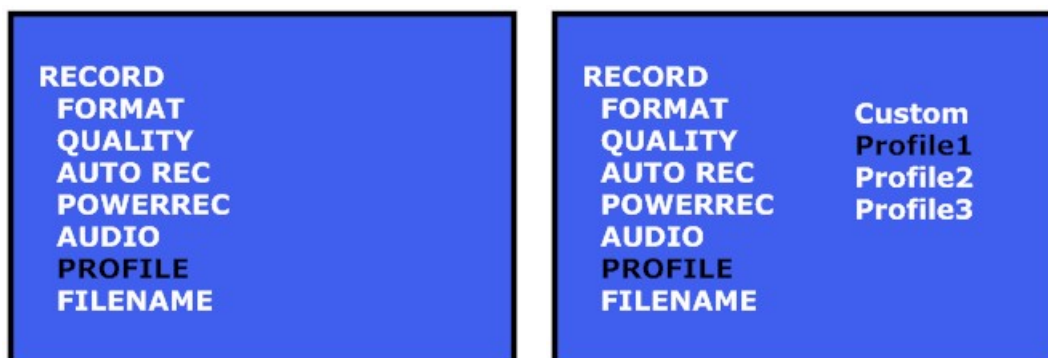 RECORD
FORMAT
QUALITY
AUTO REC
POWERREC
AUDIO
PROFILE
FILENAME
RECORD
FORMAT
QUALITY
AUTO REC
POWERREC
AUDIO
PROFILE
FILENAME
Custom
Profile1
Profile2
Profile3